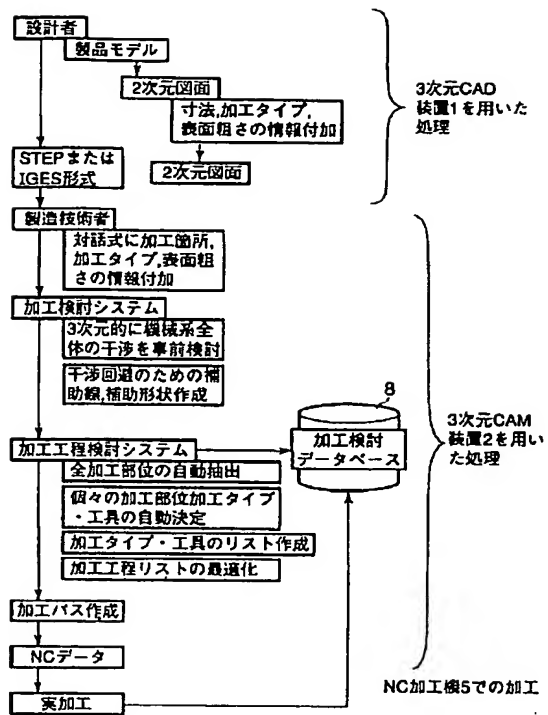 設計者
製品モデル
2次元図面
寸法,加工タイプ,
表面粗さの情報付加
2次元図面
3次元CAD
装置1を用いた
処理
STEPまたは
IGES形式
製造技術者
対話式に加工箇所,
加工タイプ,表面粗
さの情報付加
加工検討システム
3次元的に機械系全
体の干渉を事前検討
干渉回避のための補
助線,補助形状作成
加工工程検討システム
全加工部位の自動抽出
個々の加工部位加工タイプ
・工具の自動決定
加工タイプ・工具のリスト作成
加工工程リストの最適化
8
加工検討
データベース
3次元CAM
装置2を用い
た処理
加工パス作成
NCデータ
実加工
NC加工機5での加工